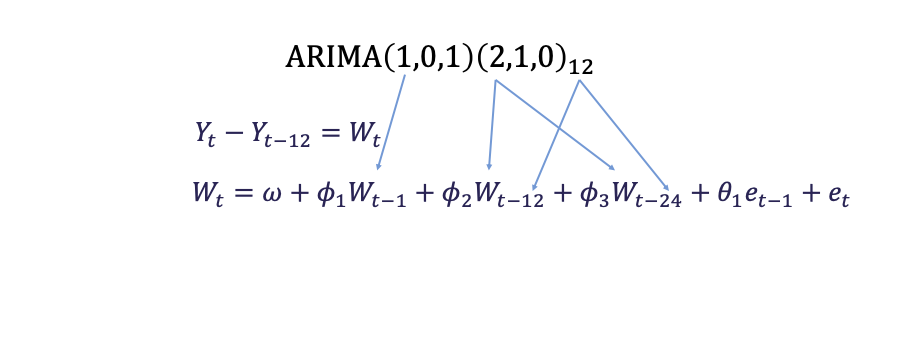 ARIMA(1,0,1)(2,1,0)₁₂
Yₜ − Yₜ₋₁₂ = Wₜ
Wₜ = ω + ϕ₁Wₜ₋₁ + ϕ₂Wₜ₋₁₂ + ϕ₃Wₜ₋₂₄ + θ₁eₜ₋₁ + eₜ